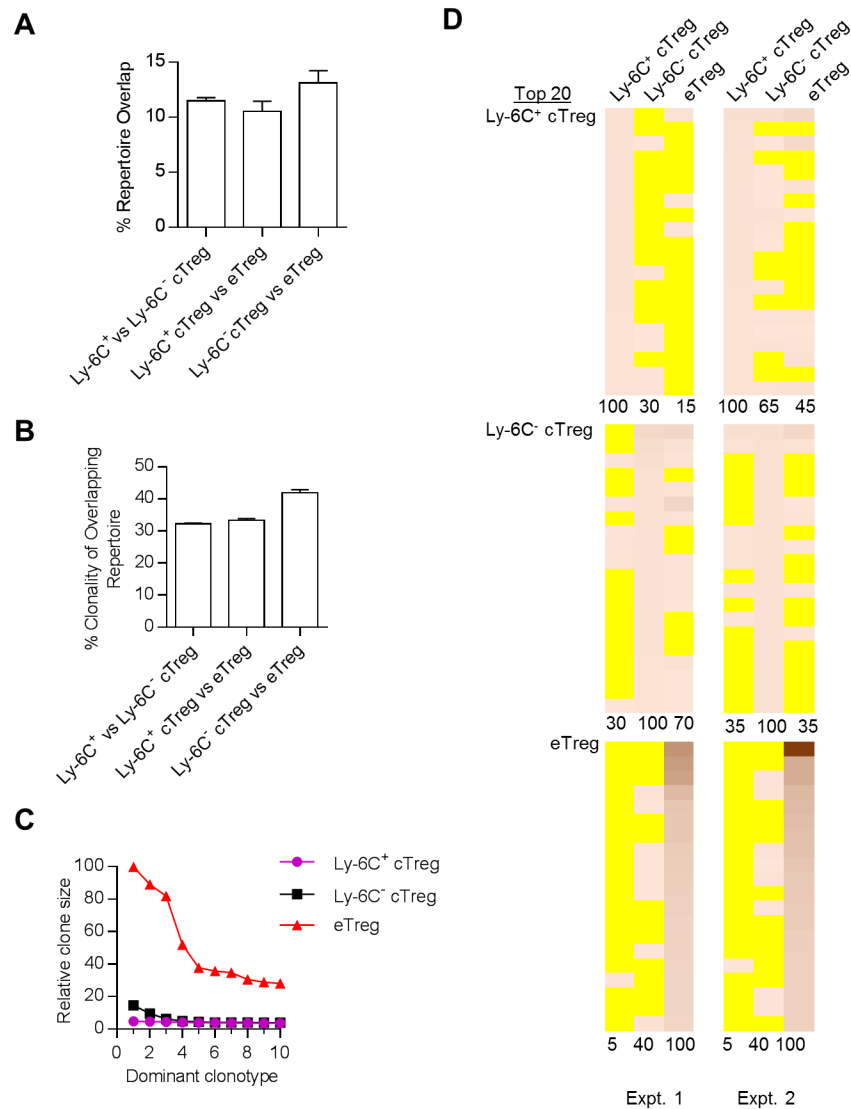 A
% Repertoire Overlap
15
10
5
0
Ly-6C⁺ vs Ly-6C⁻ cTreg
Ly-6C⁺ cTreg vs eTreg
Ly-6C⁻ cTreg vs eTreg
B
% Clonality of Overlapping
Repertoire
50
40
30
20
10
0
Ly-6C⁺ vs Ly-6C⁻ cTreg
Ly-6C⁺ cTreg vs eTreg
Ly-6C⁻ cTreg vs eTreg
C
Relative clone size
100
80
60
40
20
0
0 2 4 6 8 10
Dominant clonotype
Ly-6C⁺ cTreg
Ly-6C⁻ cTreg
eTreg
D
Ly-6C⁺ cTreg
Ly-6C⁻ cTreg
eTreg
Ly-6C⁺ cTreg
Ly-6C⁻ cTreg
eTreg
Top 20
Ly-6C⁺ cTreg
100 30 15 100 65 45
Ly-6C⁻ cTreg
30 100 70 35 100 35
eTreg
5 40 100 5 40 100
Expt. 1 Expt. 2